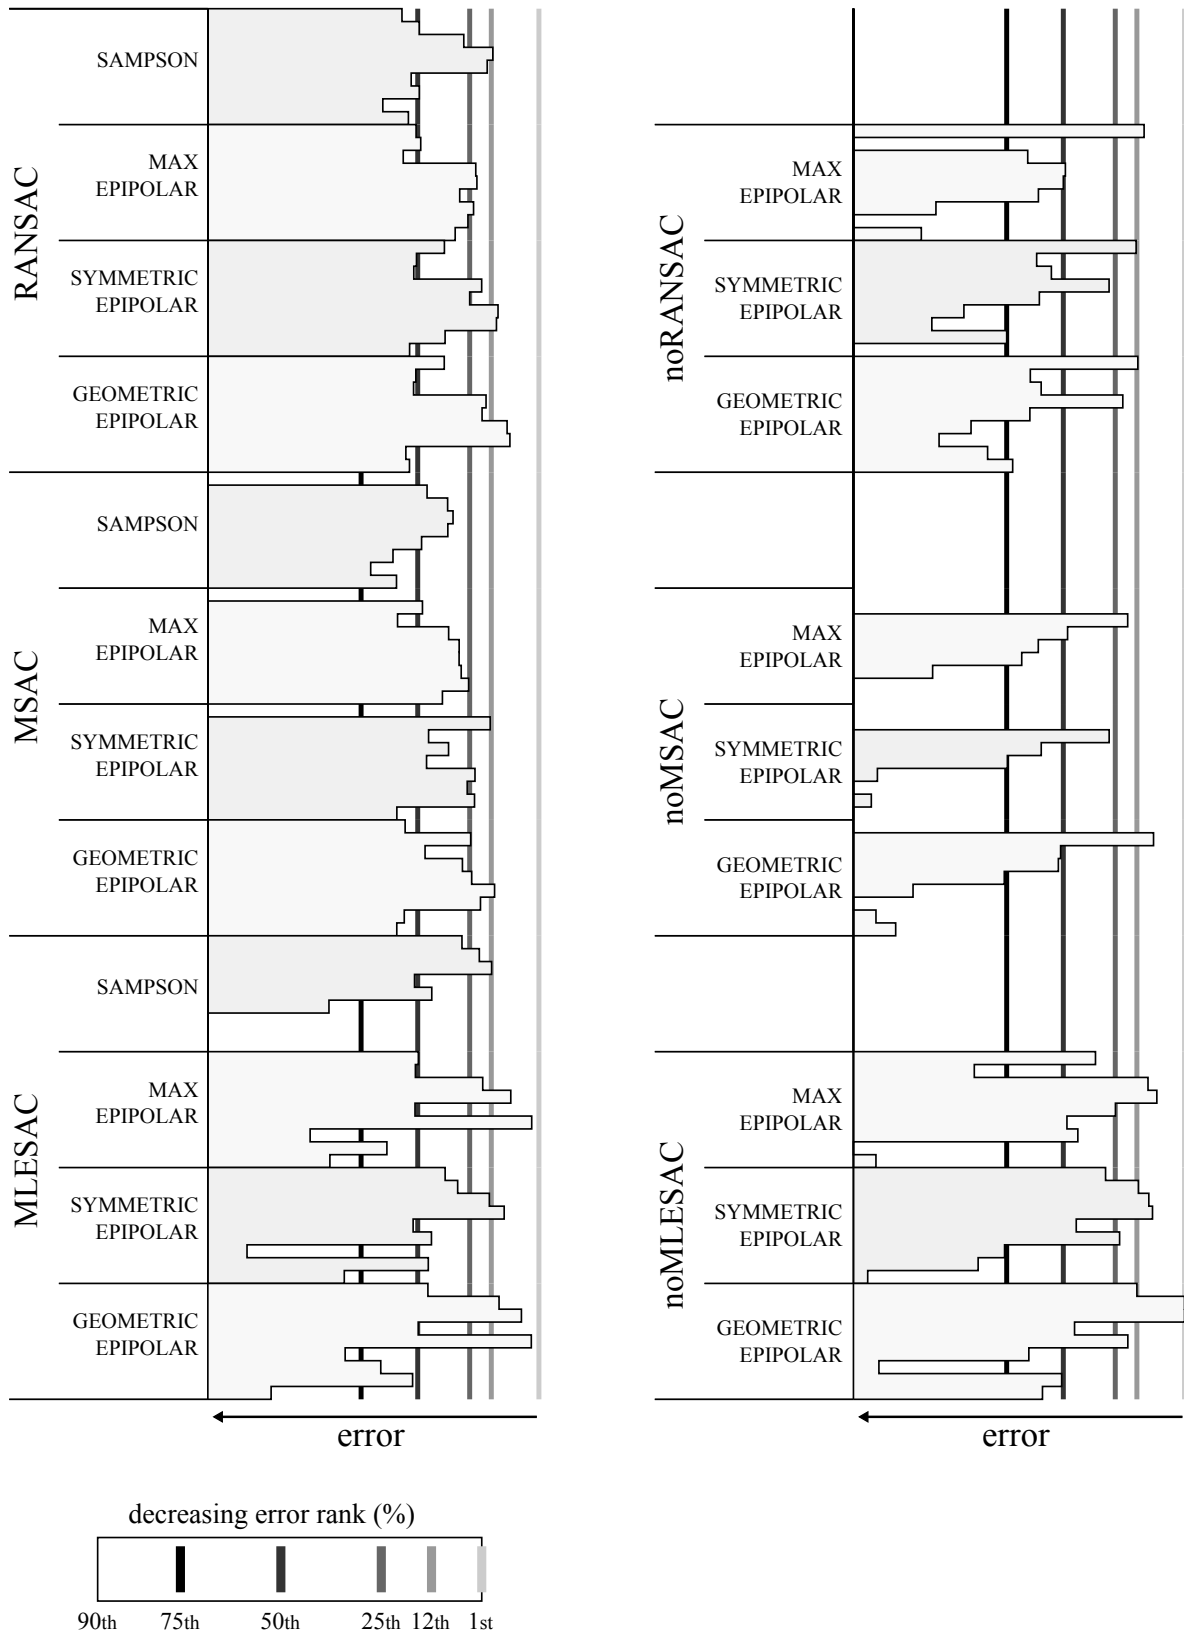 RANSAC
SAMPSON
MAX
EPIPOLAR
SYMMETRIC
EPIPOLAR
GEOMETRIC
EPIPOLAR
MSAC
SAMPSON
MAX
EPIPOLAR
SYMMETRIC
EPIPOLAR
GEOMETRIC
EPIPOLAR
MLESAC
SAMPSON
MAX
EPIPOLAR
SYMMETRIC
EPIPOLAR
GEOMETRIC
EPIPOLAR
error
noRANSAC
MAX
EPIPOLAR
SYMMETRIC
EPIPOLAR
GEOMETRIC
EPIPOLAR
noMSAC
MAX
EPIPOLAR
SYMMETRIC
EPIPOLAR
GEOMETRIC
EPIPOLAR
noMLESAC
MAX
EPIPOLAR
SYMMETRIC
EPIPOLAR
GEOMETRIC
EPIPOLAR
error
decreasing error rank (%)
90th 75th 50th 25th 12th 1st